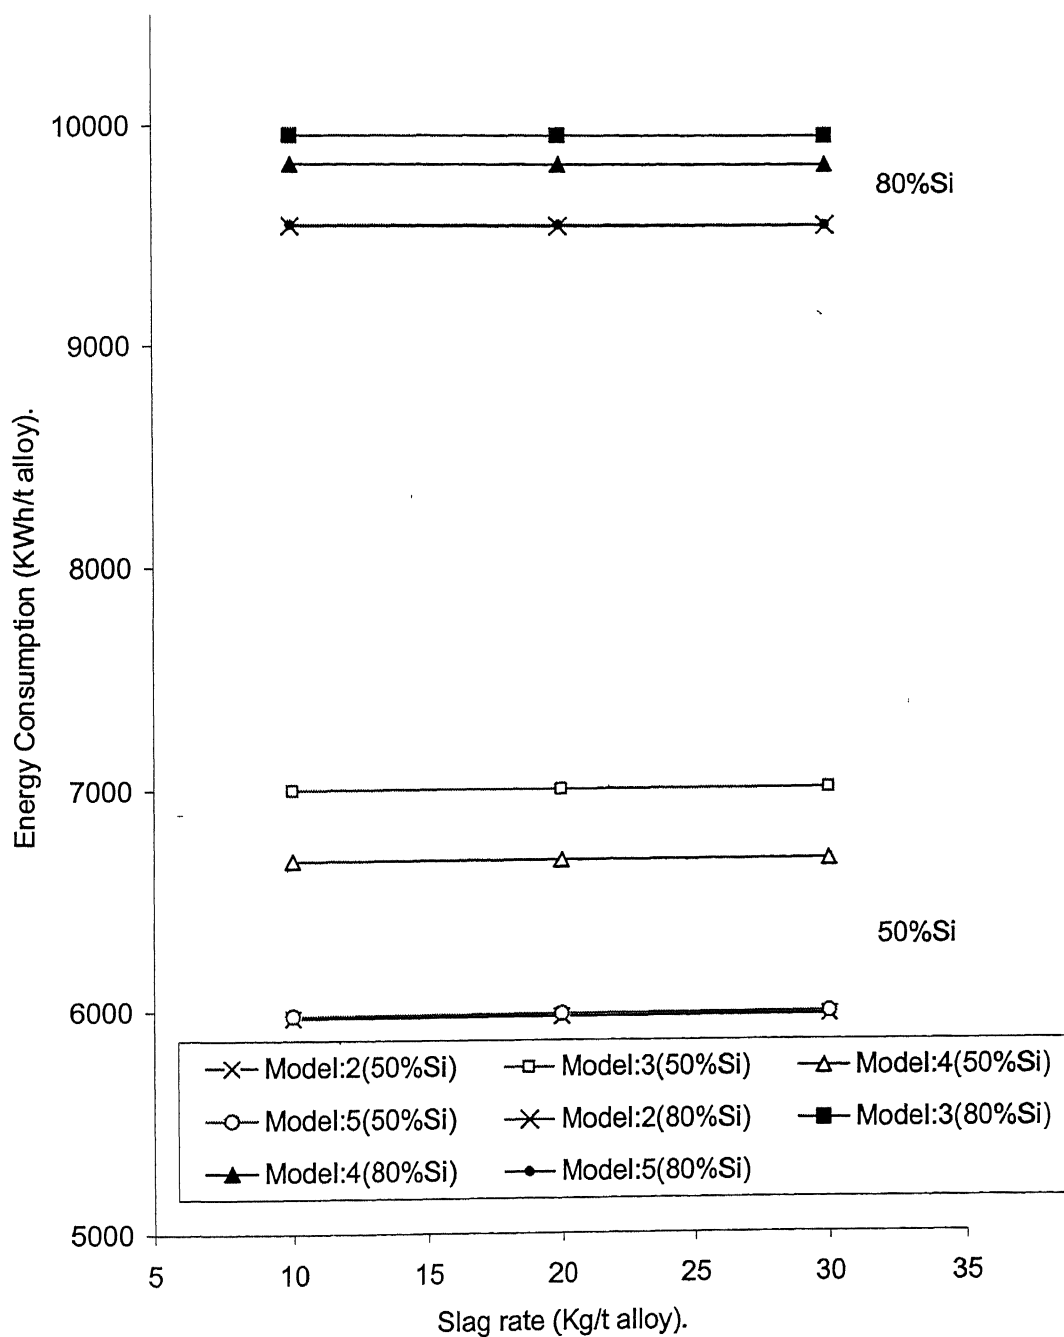 10000
80%Si
9000
Energy Consumption (KWh/t alloy).
8000
7000
50%Si
6000
Model:2(50%Si) Model:3(50%Si) Model:4(50%Si)
Model:5(50%Si) Model:2(80%Si) Model:3(80%Si)
Model:4(80%Si) Model:5(80%Si)
5000
5 10 15 20 25 30 35
Slag rate (Kg/t alloy).